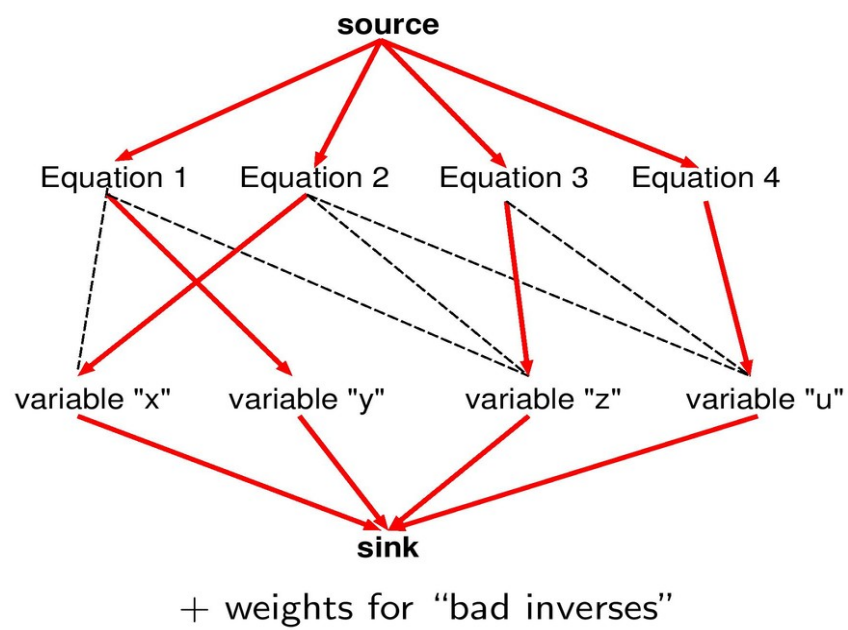 source
Equation 1 Equation 2 Equation 3 Equation 4
variable "x" variable "y" variable "z" variable "u"
sink
+ weights for “bad inverses”